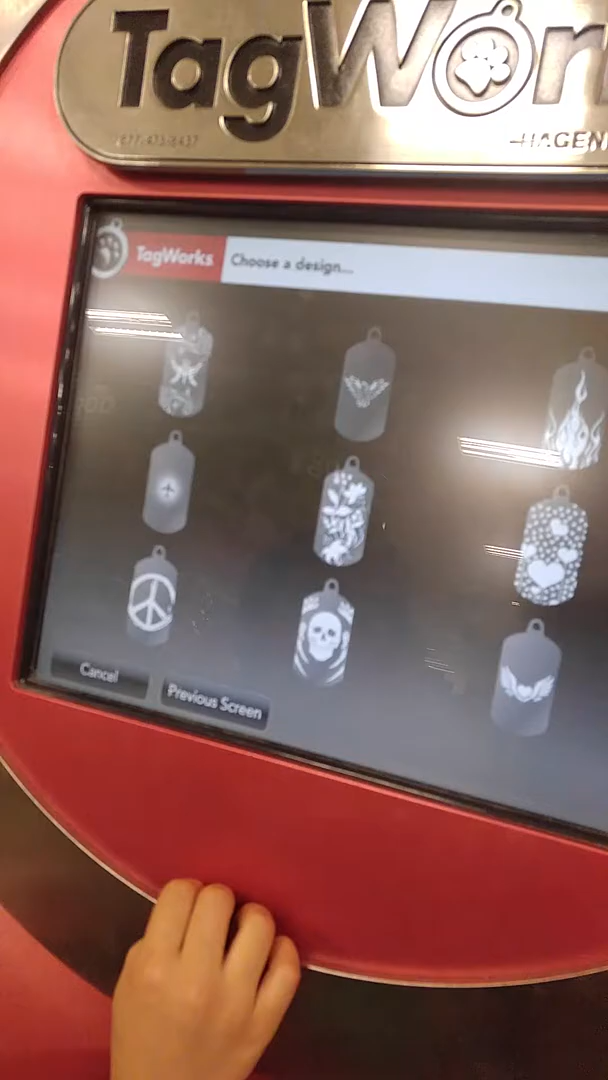 TagWor
HAGEN
TagWorks
Choose a design...
Cancel
Previous Screen